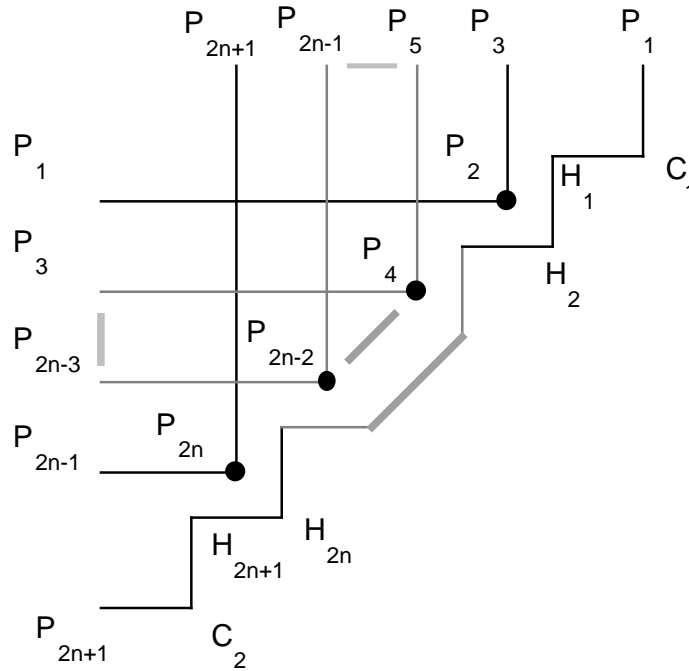 P2n+1 P2n-1 P5 P3 P1
P1 P2 H1 C1
P3 P4 H2
P2n-3 P2n-2
P2n-1 P2n
H2n+1 H2n
P2n+1 C2